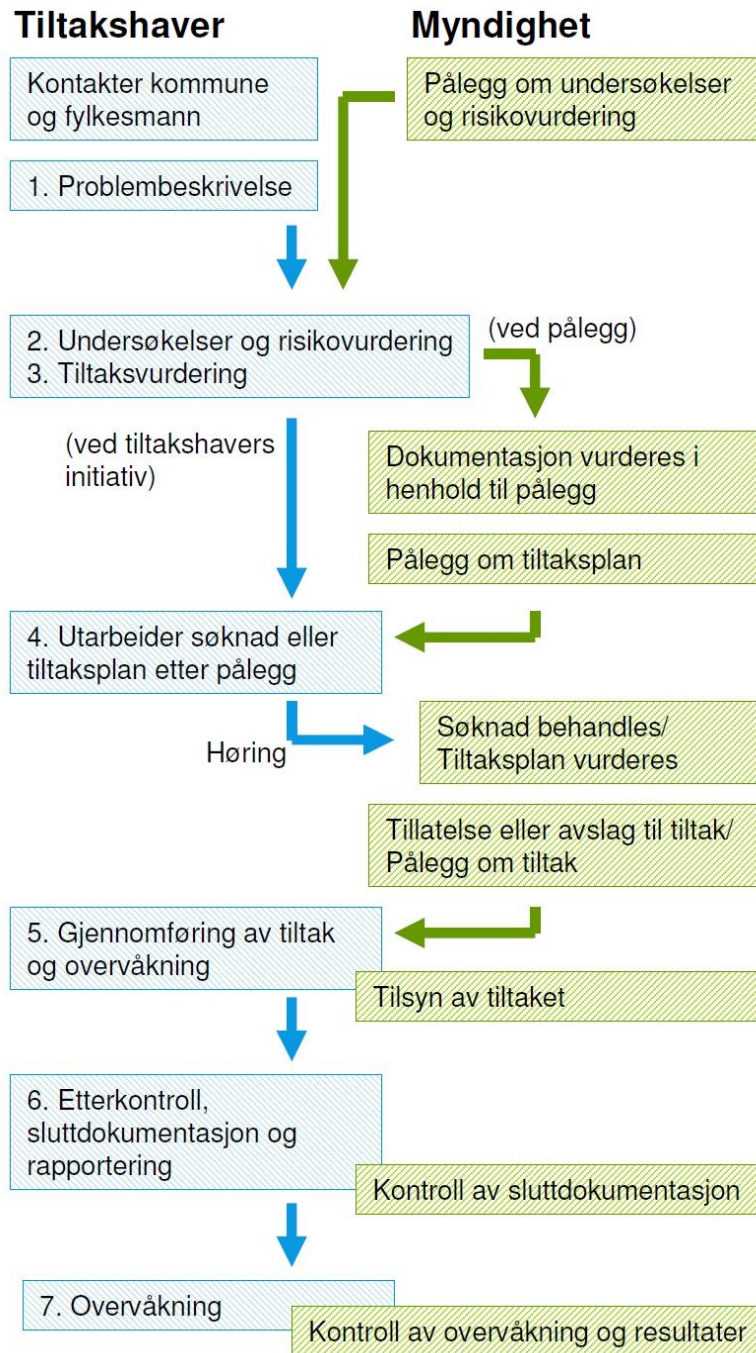 Tiltakshaver
Myndighet
Kontakter kommune
og fylkesmann
Pålegg om undersøkelser
og risikovurdering
1. Problembeskrivelse
2. Undersøkelser og risikovurdering
3. Tiltaksvurdering
(ved pålegg)
(ved tiltakshavers
initiativ)
Dokumentasjon vurderes i
henhold til pålegg
Pålegg om tiltaksplan
4. Utarbeider søknad eller
tiltaksplan etter pålegg
Høring
Søknad behandles/
Tiltaksplan vurderes
Tillatelse eller avslag til tiltak/
Pålegg om tiltak
5. Gjennomføring av tiltak
og overvåkning
Tilsyn av tiltaket
6. Etterkontroll,
sluttdokumentasjon og
rapportering
Kontroll av sluttdokumentasjon
7. Overvåkning
Kontroll av overvåkning og resultater